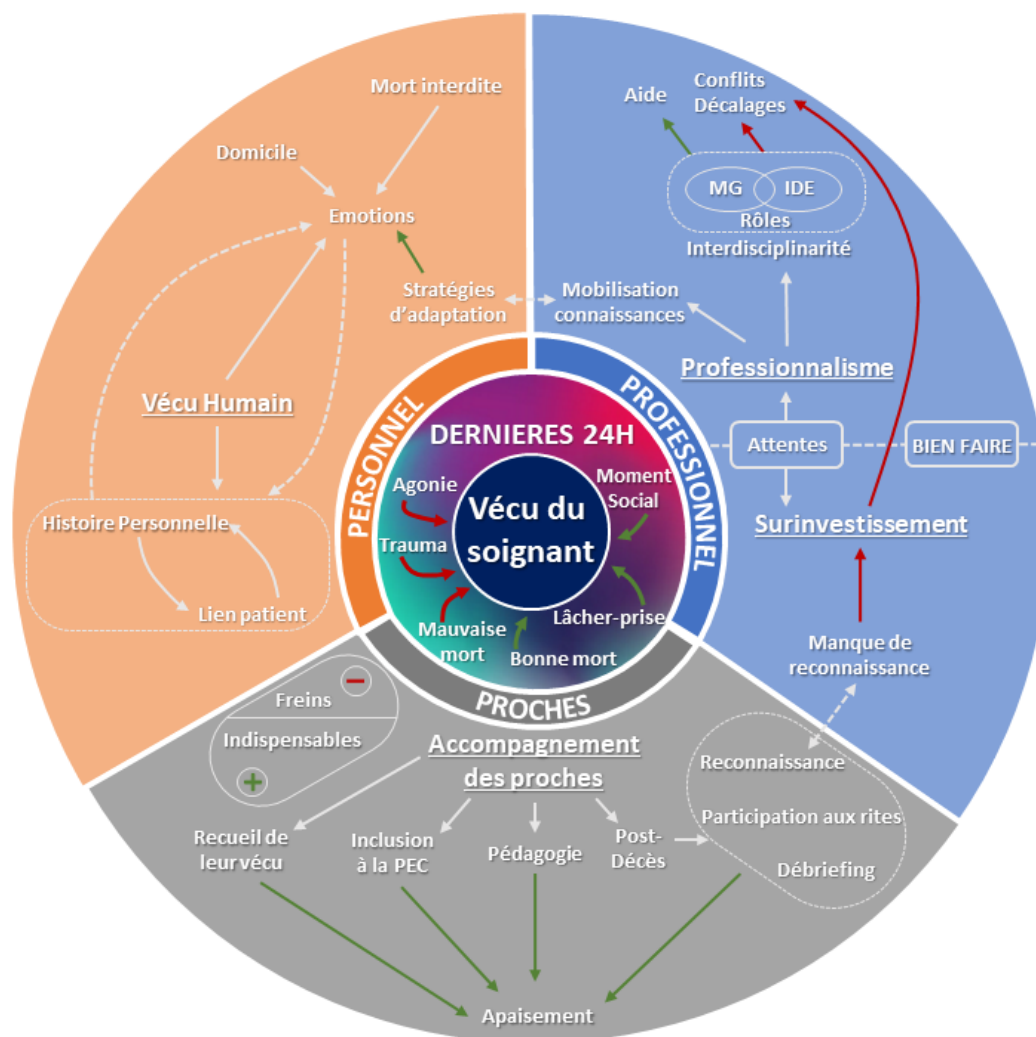 Mort interdite
Domicile
Emotions
Stratégies
d'adaptation
Vécu Humain
Histoire Personnelle
Lien patient
PERSONNEL
Conflits
Décalages
Aide
MG
IDE
Rôles
Interdisciplinarité
Mobilisation
connaissances
Professionnalisme
Attentes
BIEN FAIRE
Surinvestissement
Manque de
reconnaissance
PROFESSIONNEL
DERNIERES 24H
Agonie
Moment
Social
Vécu du
soignant
Trauma
Mauvaise
mort
Bonne mort
Lâcher-prise
PROCHES
Freins
Indispensables
Accompagnement
des proches
Reconnaissance
Participation aux rites
Débriefing
Recueil de
leur vécu
Inclusion
à la PEC
Pédagogie
Post-
Décès
Apaisement